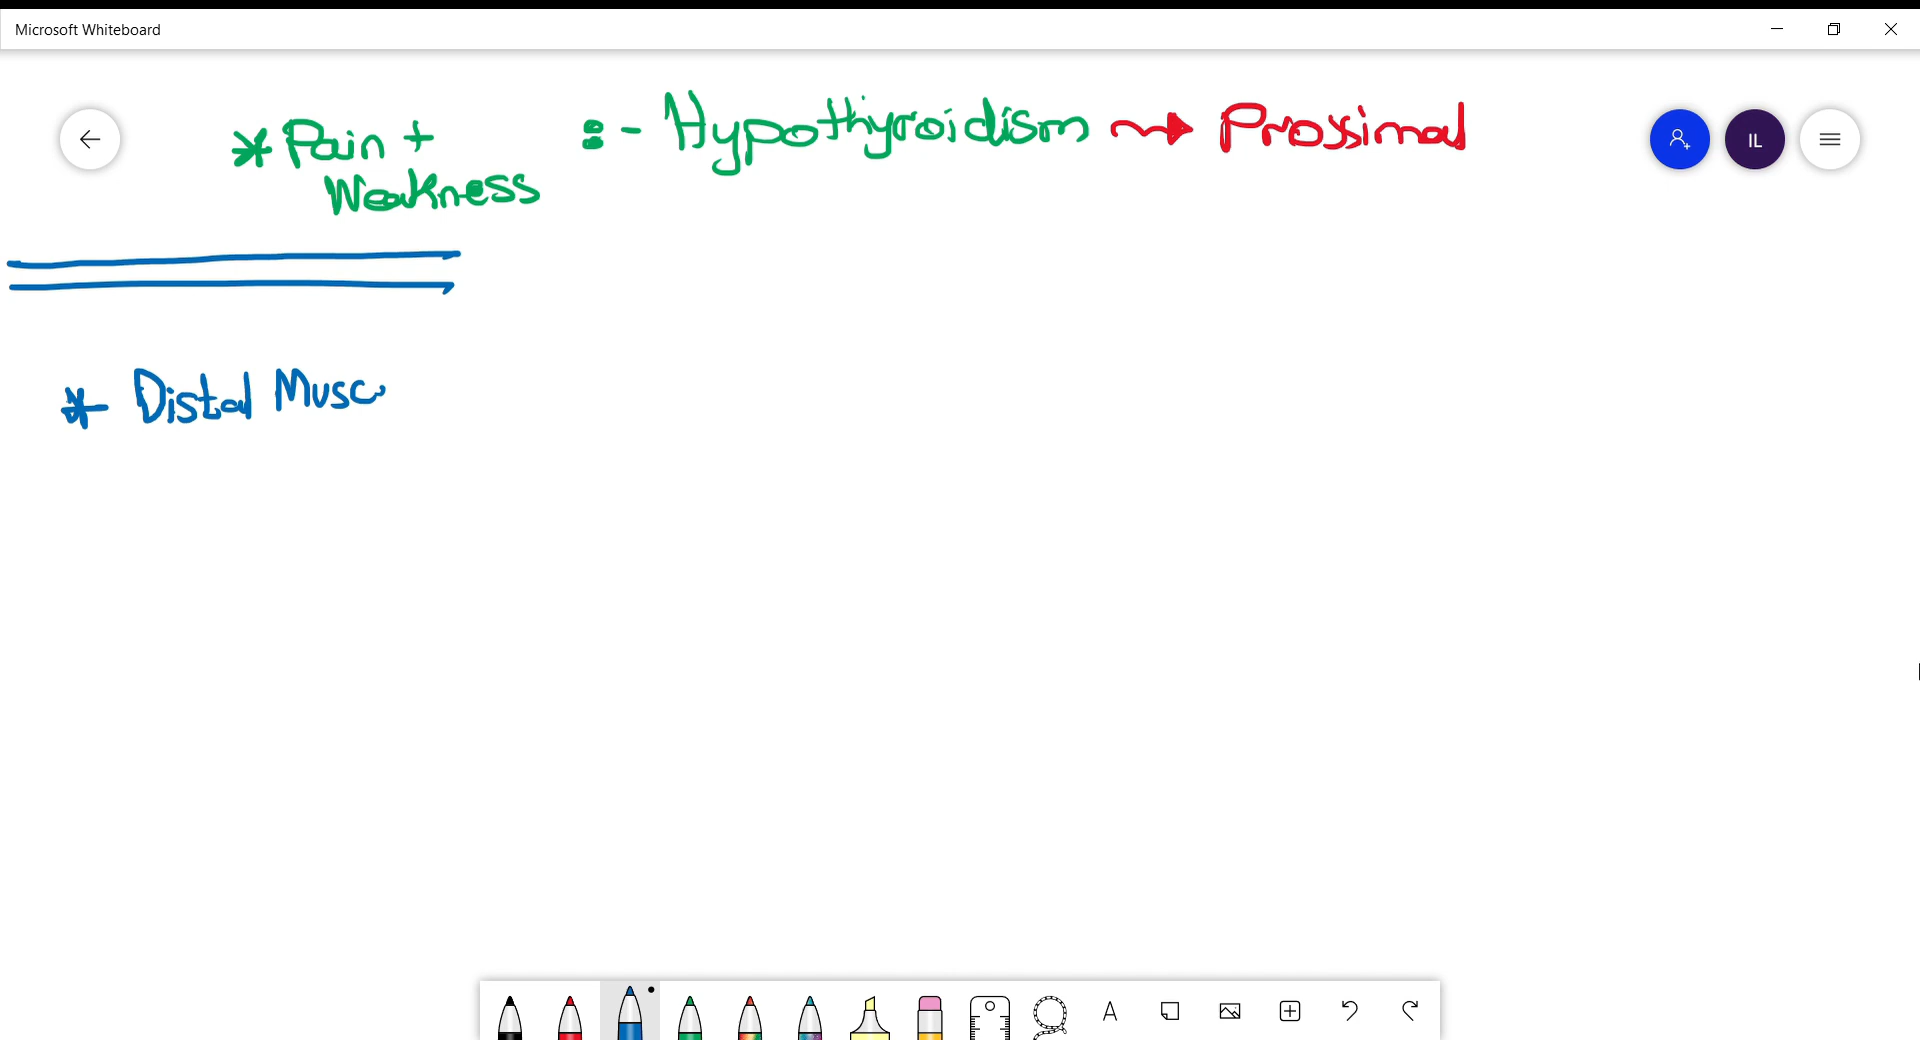 Microsoft Whiteboard
* Pain + :- Hypothyroidism → Proximal
Weakness
IL
* Distal Musc
A